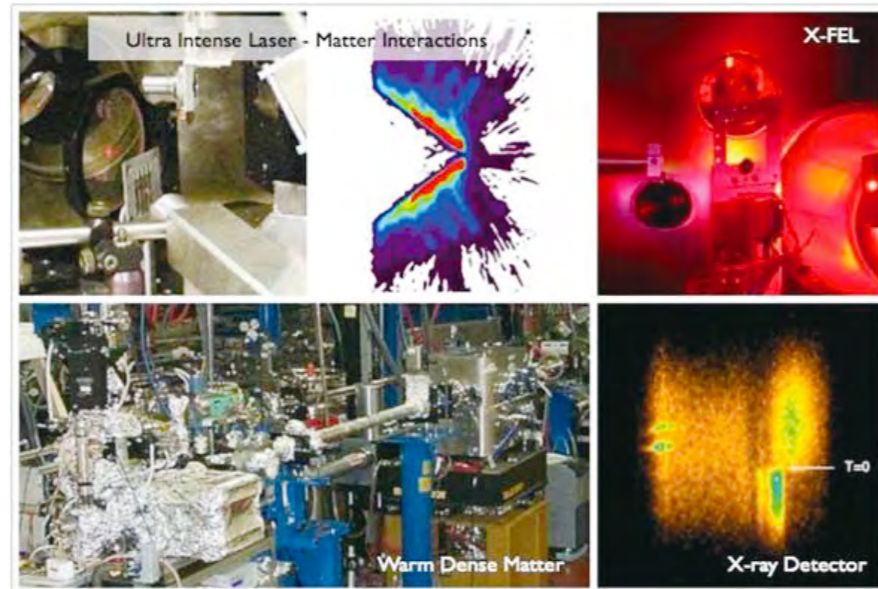 Ultra Intense Laser - Matter Interactions
X-FEL
Warm Dense Matter
T=0
X-ray Detector